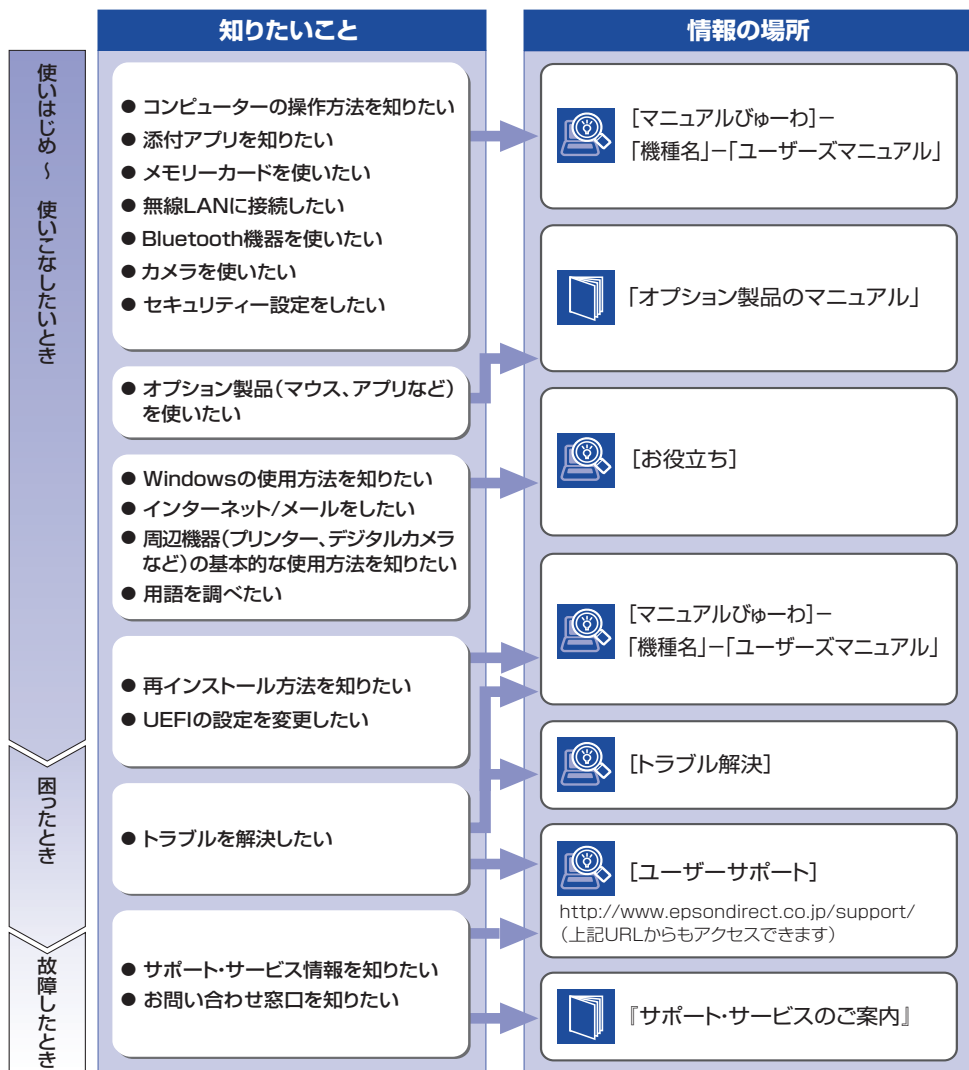 知りたいこと
情報の場所
使いはじめ~ 使いこなしたいとき
● コンピューターの操作方法を知りたい
● 添付アプリを知りたい
● メモリーカードを使いたい
● 無線LANに接続したい
● Bluetooth機器を使いたい
● カメラを使いたい
● セキュリティー設定をしたい
● オプション製品(マウス、アプリなど)
を使いたい
● Windowsの使用方法を知りたい
● インターネット/メールをしたい
● 周辺機器(プリンター、デジタルカメラ
など)の基本的な使用方法を知りたい
● 用語を調べたい
● 再インストール方法を知りたい
● UEFIの設定を変更したい
困ったとき
● トラブルを解決したい
故障したとき
● サポート・サービス情報を知りたい
● お問い合わせ窓口を知りたい
[マニュアルびゅーわ]−
「機種名」−「ユーザーズマニュアル」
「オプション製品のマニュアル」
[お役立ち]
[マニュアルびゅーわ]−
「機種名」−「ユーザーズマニュアル」
[トラブル解決]
[ユーザーサポート]
http://www.epsondirect.co.jp/support/
(上記URLからもアクセスできます)
『サポート・サービスのご案内』